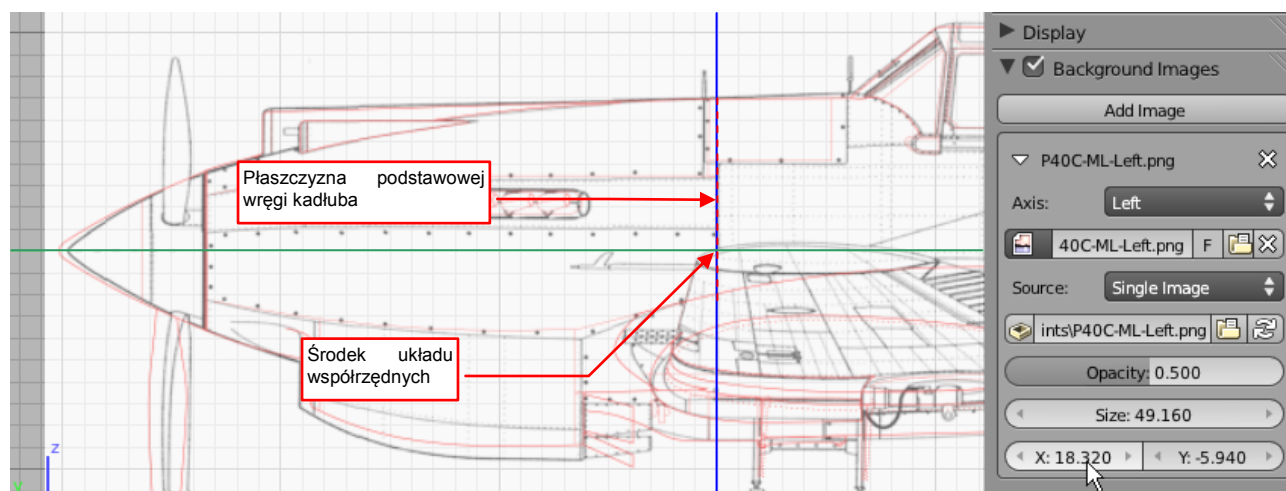 Display
Background Images
Add Image
P40C-ML-Left.png
Axis: Left
40C-ML-Left.png F
Source: Single Image
ints\P40C-ML-Left.png
Opacity: 0.500
Size: 49.160
X: 18.320 Y: -5.940
Płaszczyzna podstawowej
wręgi kadłuba
Środek układu
współrzędnych
z
y